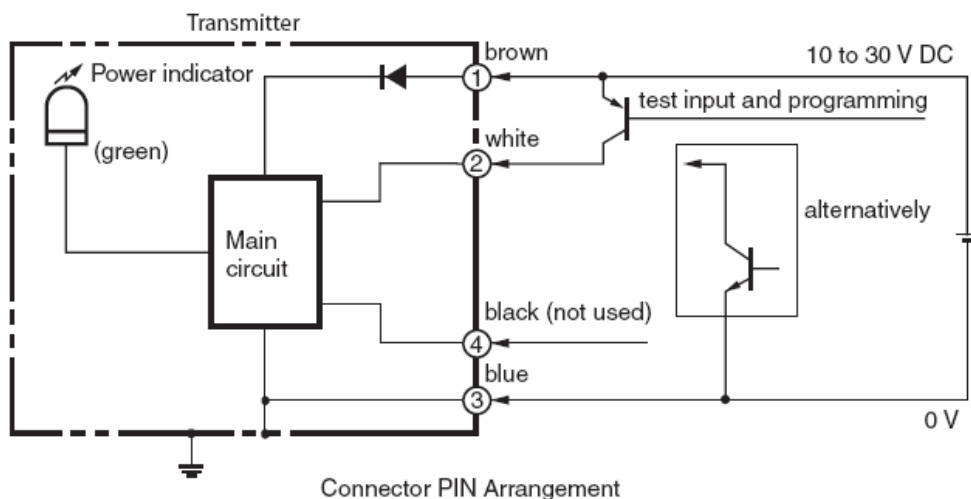 Transmitter
brown
10 to 30 V DC
Power indicator
1
test input and programming
(green)
white
2
alternatively
Main
circuit
black (not used)
4
blue
3
0 V
Connector PIN Arrangement